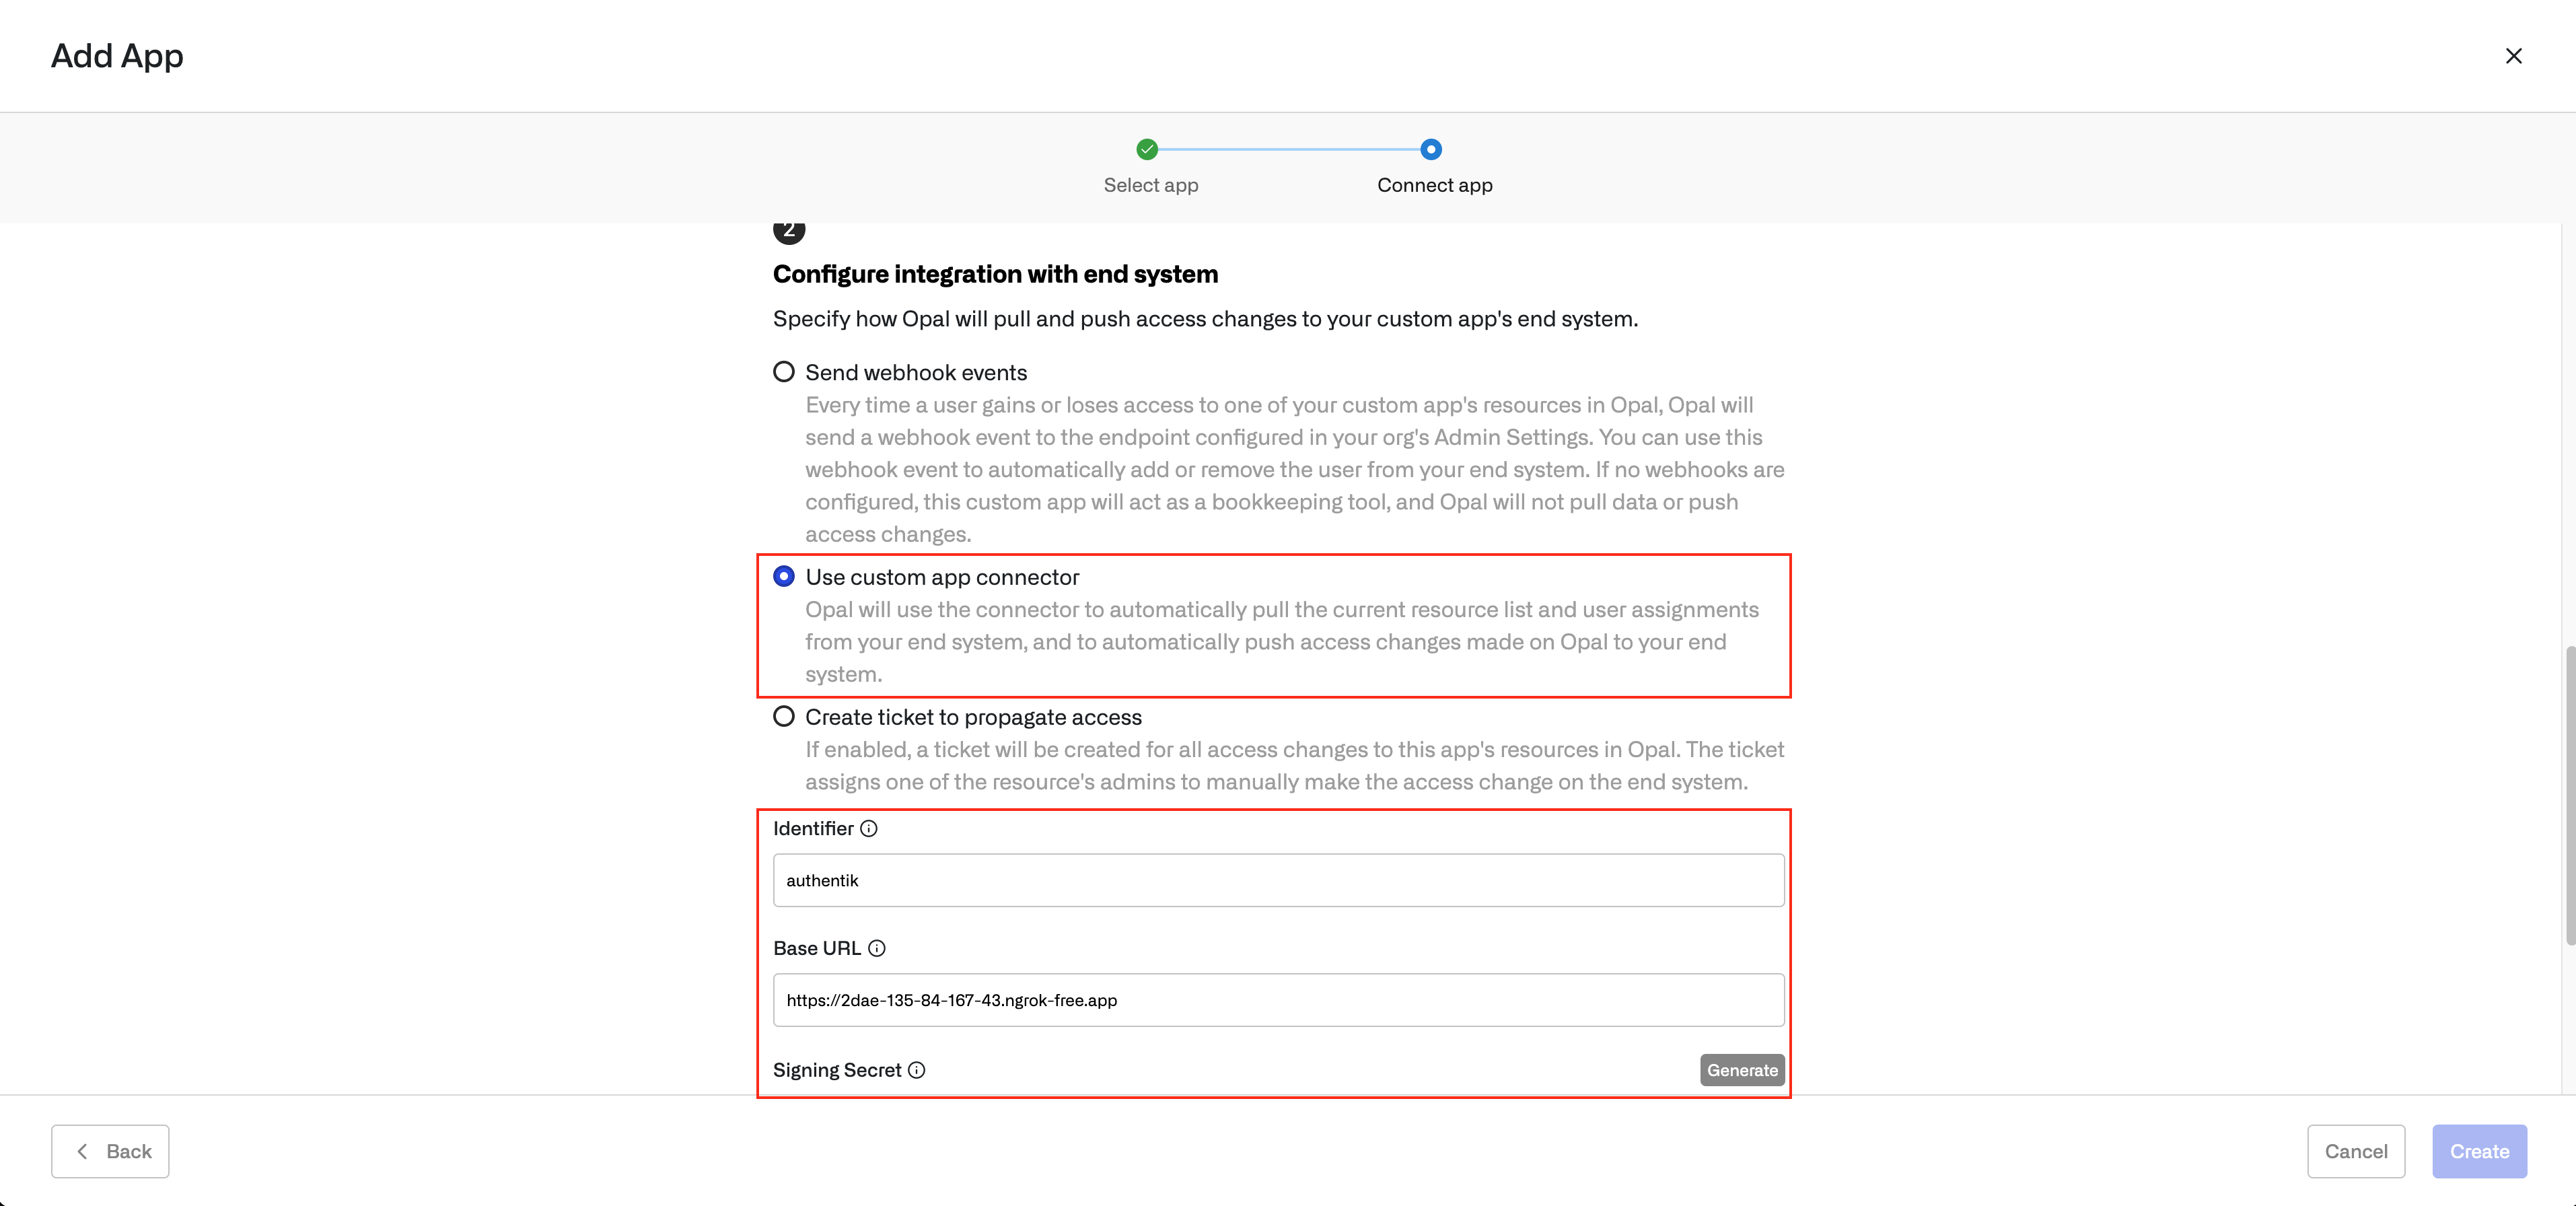 Add App
Select app
Connect app
2
Configure integration with end system
Specify how Opal will pull and push access changes to your custom app's end system.
Send webhook events
Every time a user gains or loses access to one of your custom app's resources in Opal, Opal will
send a webhook event to the endpoint configured in your org's Admin Settings. You can use this
webhook event to automatically add or remove the user from your end system. If no webhooks are
configured, this custom app will act as a bookkeeping tool, and Opal will not pull data or push
access changes.
Use custom app connector
Opal will use the connector to automatically pull the current resource list and user assignments
from your end system, and to automatically push access changes made on Opal to your end
system.
Create ticket to propagate access
If enabled, a ticket will be created for all access changes to this app's resources in Opal. The ticket
assigns one of the resource's admins to manually make the access change on the end system.
Identifier
authentik
Base URL
https://2dae-135-84-167-43.ngrok-free.app
Signing Secret
Generate
Back
Cancel
Create